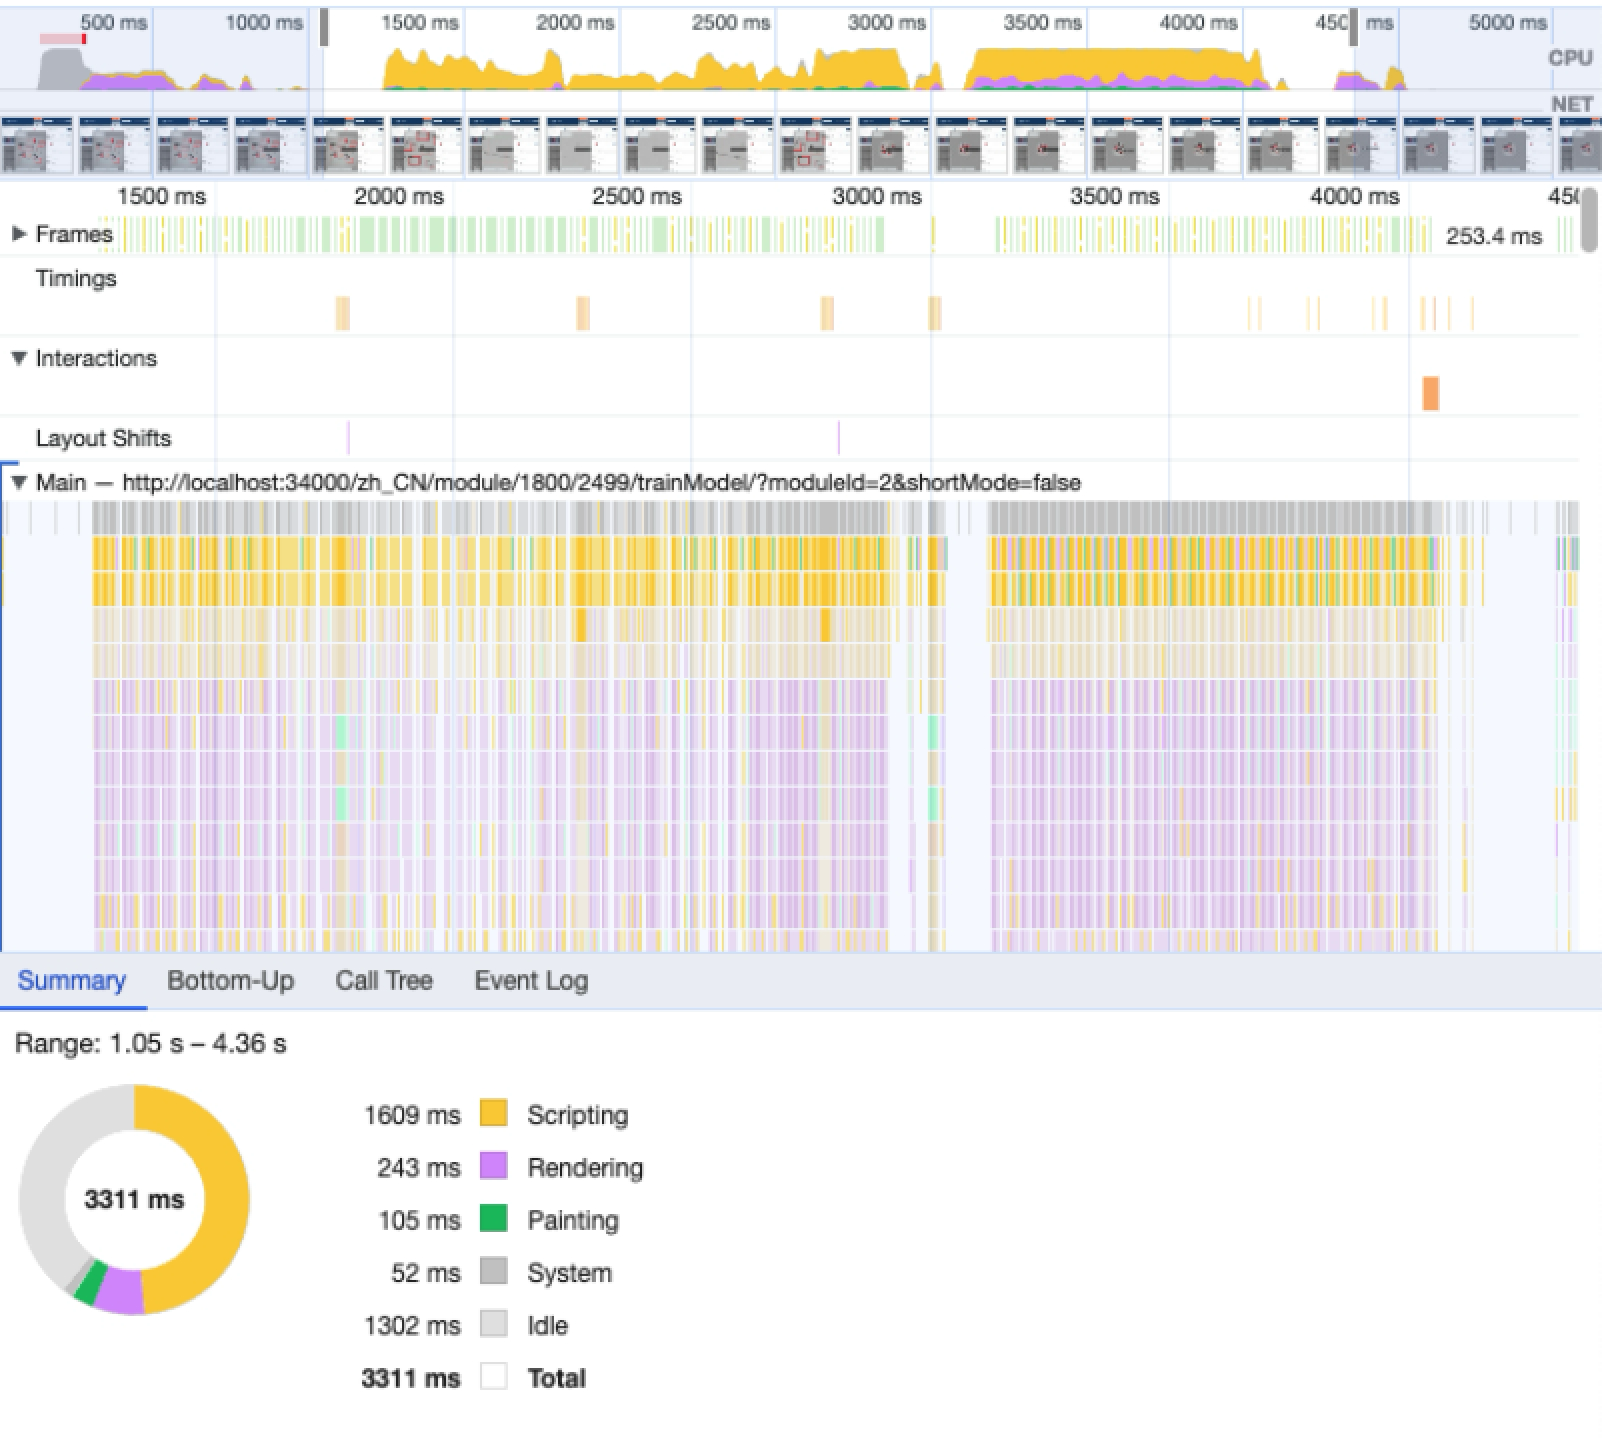 500 ms 1000 ms 1500 ms 2000 ms 2500 ms 3000 ms 3500 ms 4000 ms 450 ms 5000 ms
CPU
NET
1500 ms 2000 ms 2500 ms 3000 ms 3500 ms 4000 ms 450
Frames 253.4 ms
Timings
Interactions
Layout Shifts
Main — http://localhost:34000/zh_CN/module/1800/2499/trainModel/?moduleId=2&shortMode=false
Summary Bottom-Up Call Tree Event Log
Range: 1.05 s – 4.36 s
3311 ms
1609 ms Scripting
243 ms Rendering
105 ms Painting
52 ms System
1302 ms Idle
3311 ms Total